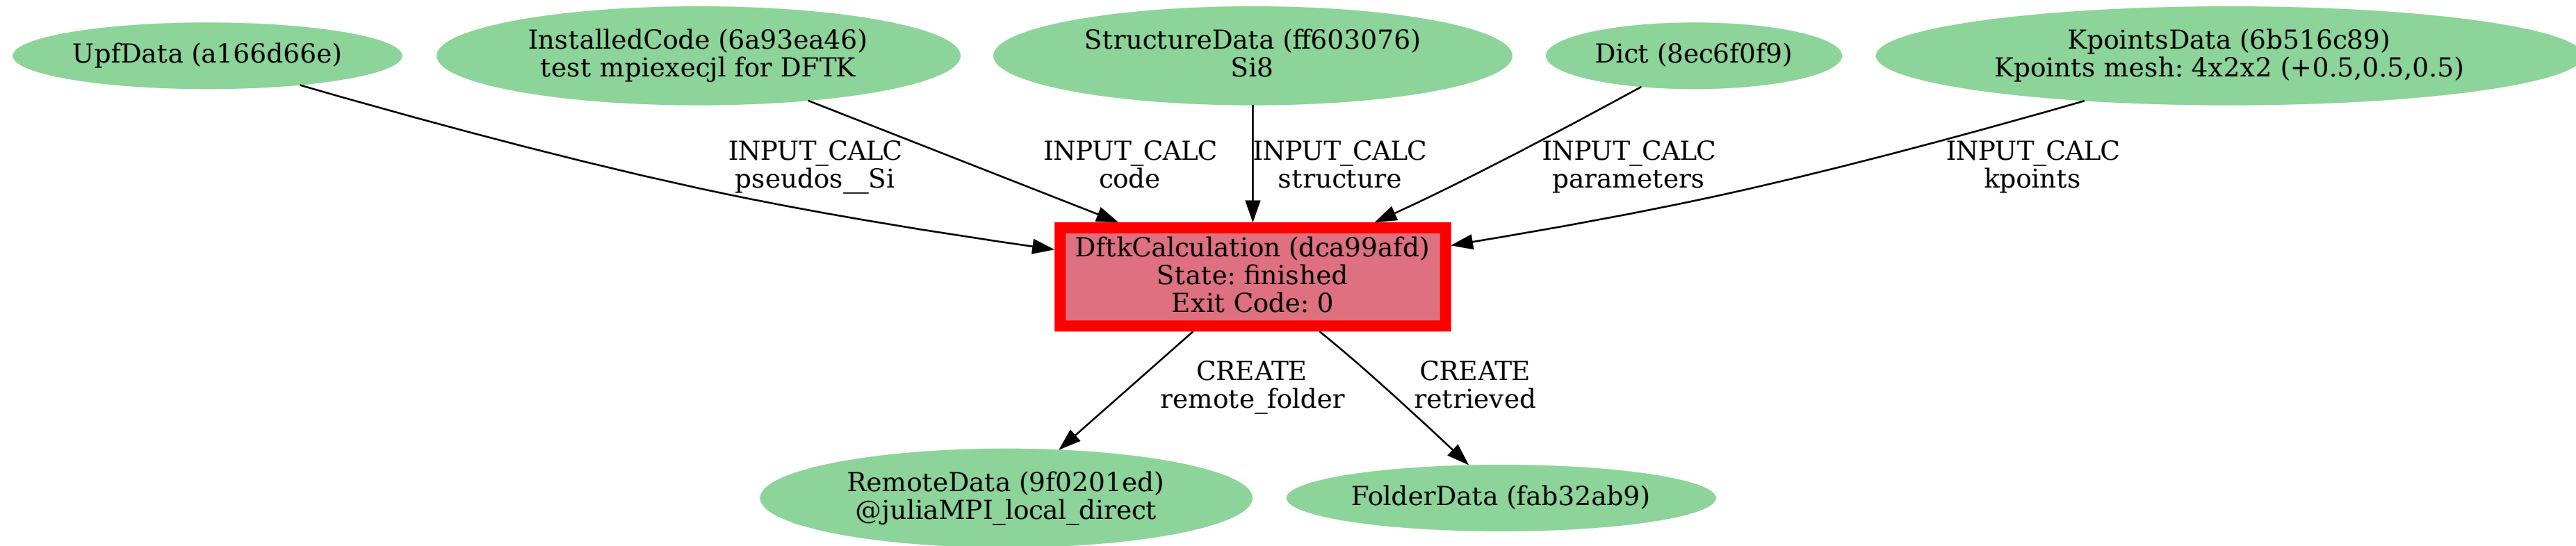 UpfData (a166d66e)
InstalledCode (6a93ea46)
test mpiexecjl for DFTK
StructureData (ff603076)
Si8
Dict (8ec6f0f9)
KpointsData (6b516c89)
Kpoints mesh: 4x2x2 (+0.5,0.5,0.5)
INPUT_CALC
pseudos__Si
INPUT_CALC
code
INPUT_CALC
structure
INPUT_CALC
parameters
INPUT_CALC
kpoints
DftkCalculation (dca99afd)
State: finished
Exit Code: 0
CREATE
remote_folder
CREATE
retrieved
RemoteData (9f0201ed)
@juliaMPI_local_direct
FolderData (fab32ab9)